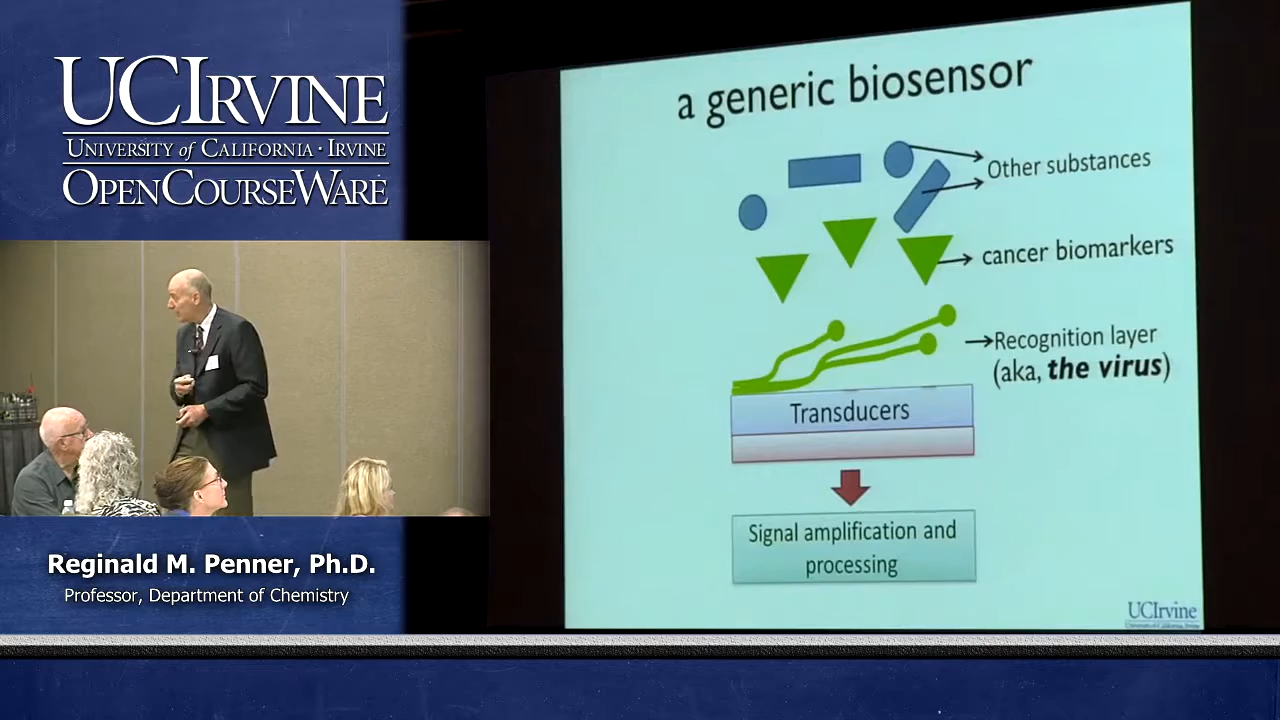 UCIRVINE
UNIVERSITY of CALIFORNIA · IRVINE
OPENCOURSEWARE
Reginald M. Penner, Ph.D.
Professor, Department of Chemistry
a generic biosensor
Other substances
cancer biomarkers
Recognition layer
(aka, the virus)
Transducers
Signal amplification and
processing
UCIrvine